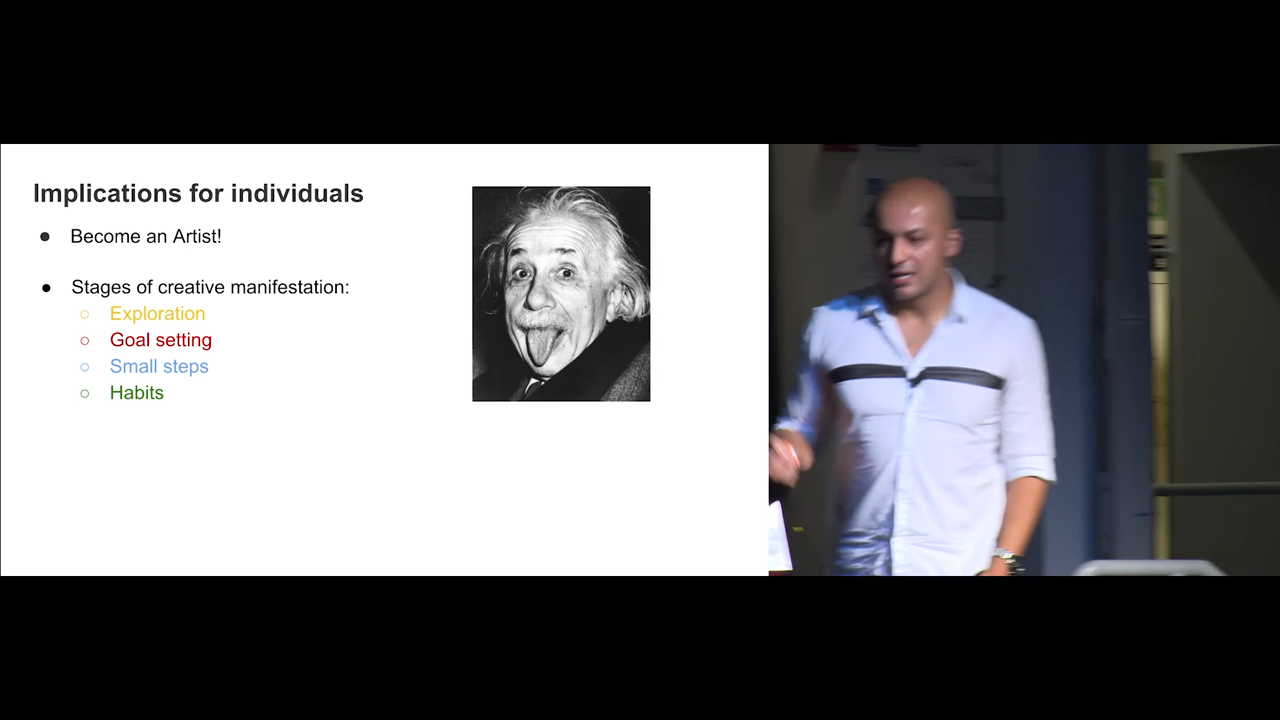 Implications for individuals
● Become an Artist!
● Stages of creative manifestation:
○ Exploration
○ Goal setting
○ Small steps
○ Habits